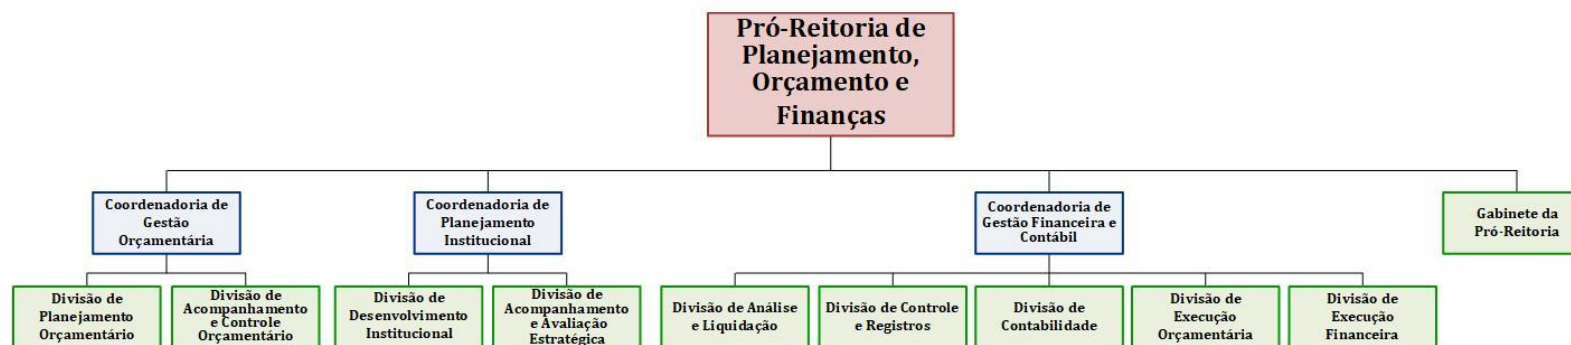 Pró-Reitoria de
Planejamento,
Orçamento e
Finanças
Coordenadoria de
Gestão
Orçamentária
Coordenadoria de
Planejamento
Institucional
Coordenadoria de
Gestão Financeira e
Contábil
Gabinete da
Pró-Reitoria
Divisão de
Planejamento
Orçamentário
Divisão de
Acompanhamento
e Controle
Orçamentário
Divisão de
Desenvolvimento
Institucional
Divisão de
Acompanhamento
e Avaliação
Estratégica
Divisão de Análise
e Liquidação
Divisão de Controle
e Registros
Divisão de
Contabilidade
Divisão de
Execução
Orçamentária
Divisão de
Execução
Financeira